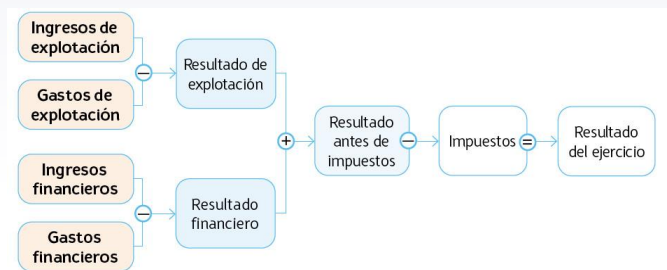 Ingresos de
explotación
−
Gastos de
explotación
Resultado de
explotación
Ingresos
financieros
−
Gastos
financieros
Resultado
financiero
+
Resultado
antes de
impuestos
−
Impuestos
=
Resultado
del ejercicio